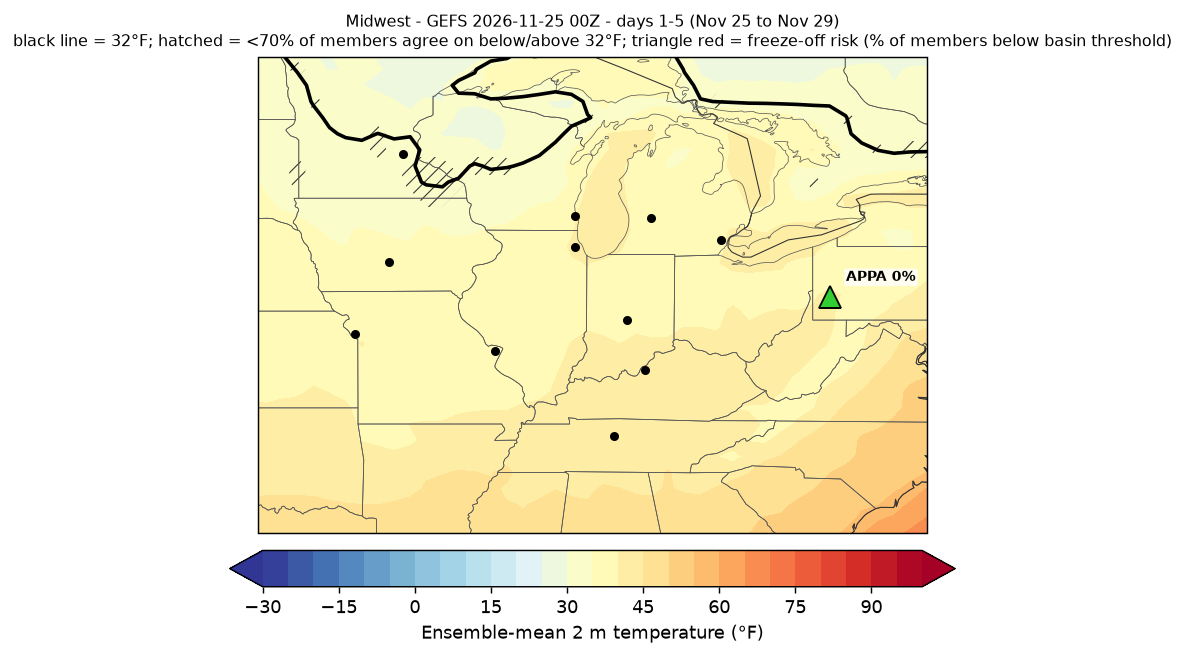 Midwest - GEFS 2026-11-25 00Z - days 1-5 (Nov 25 to Nov 29)
black line = 32°F; hatched = <70% of members agree on below/above 32°F; triangle red = freeze-off risk (% of members below basin threshold)
APPA 0%
−30 −15 0 15 30 45 60 75 90
Ensemble-mean 2 m temperature (°F)